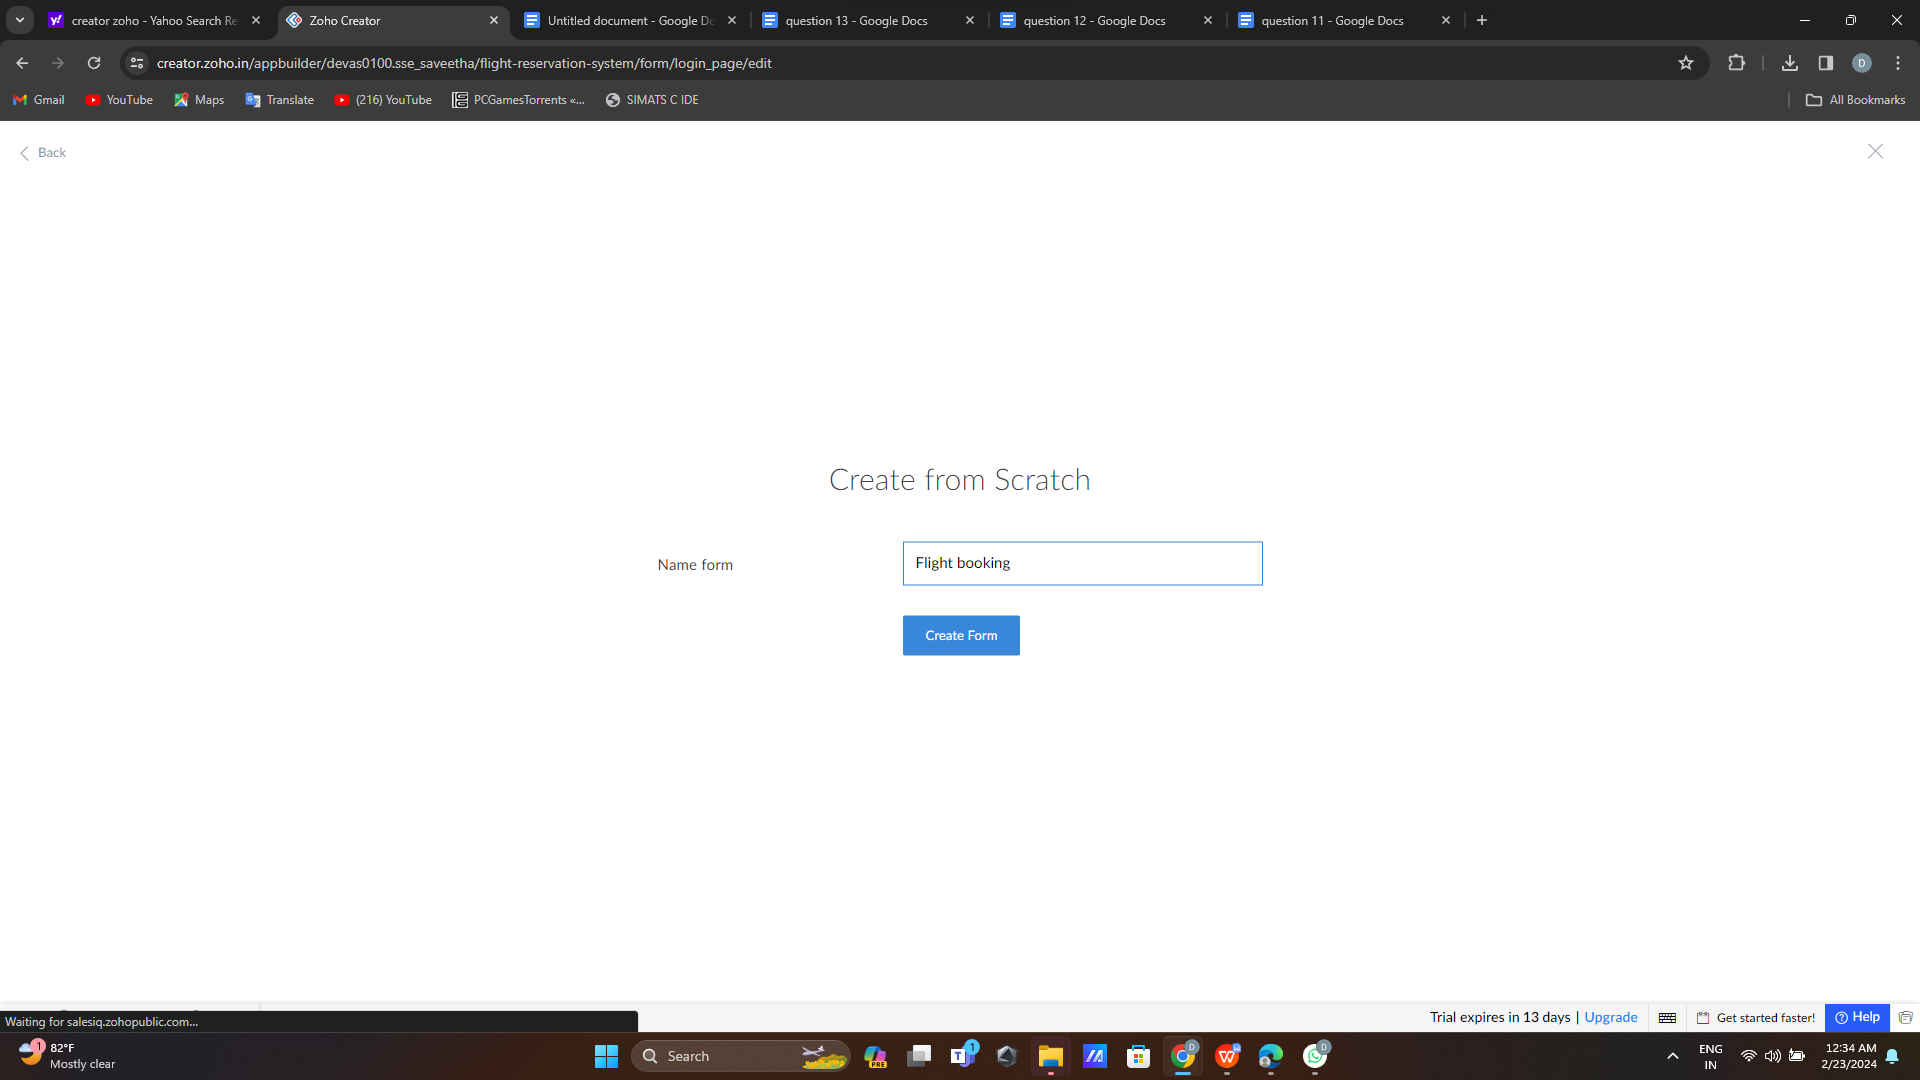 creator zoho - Yahoo Search Re
Zoho Creator
Untitled document - Google Do
question 13 - Google Docs
question 12 - Google Docs
question 11 - Google Docs
creator.zoho.in/appbuilder/devas0100.sse_saveetha/flight-reservation-system/form/login_page/edit
D
Gmail
YouTube
Maps
Translate
(216) YouTube
PCGamesTorrents «...
SIMATS C IDE
All Bookmarks
Back
Create from Scratch
Name form
Flight booking
Create Form
Waiting for salesiq.zohopublic.com...
Trial expires in 13 days | Upgrade
Get started faster!
Help
1
82°F
Mostly clear
Search
PRE
1
D
D
ENG
IN
12:34 AM
2/23/2024